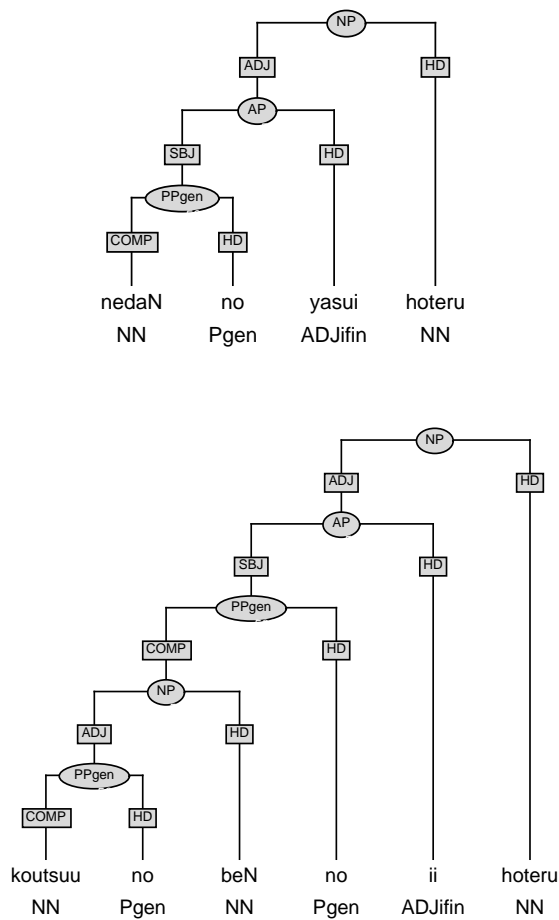 NP
ADJ HD
AP
SBJ HD
PPgen
COMP HD
nedaN no yasui hoteru
NN Pgen ADJifin NN
NP
ADJ HD
AP
SBJ HD
PPgen
COMP HD
NP
ADJ HD
PPgen
COMP HD
koutsuu no beN no ii hoteru
NN Pgen NN Pgen ADJifin NN